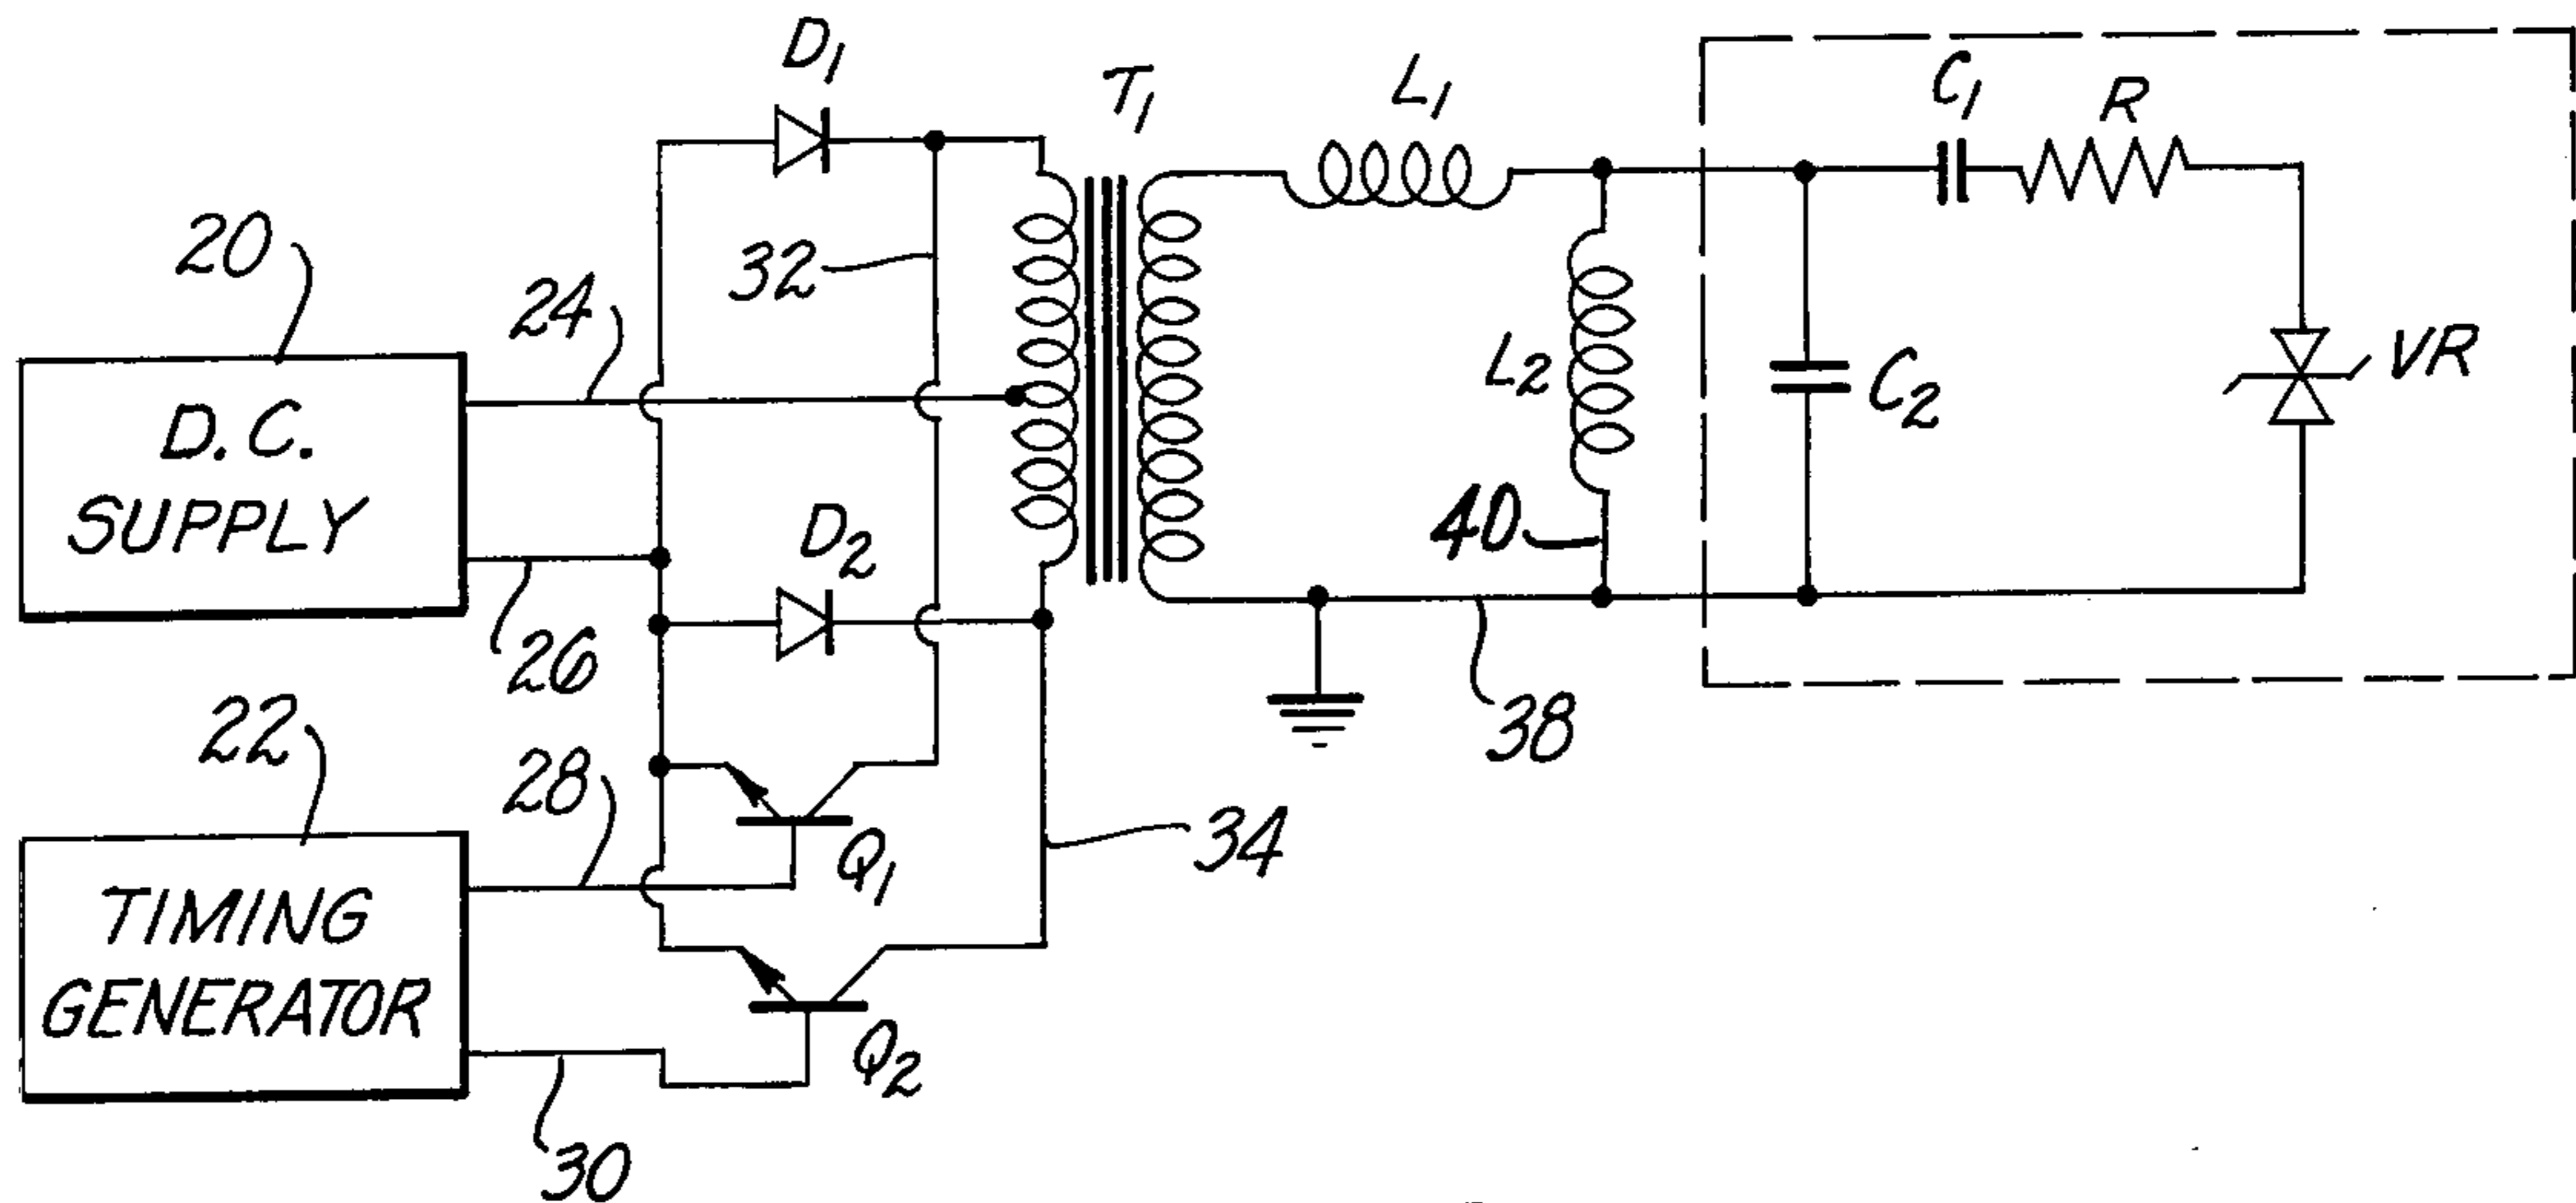 D1
T1
L1
C1
R
20
24
32
D.C.
SUPPLY
L2
C2
VR
D2
40
26
38
22
28
Q1
34
TIMING
GENERATOR
Q2
30